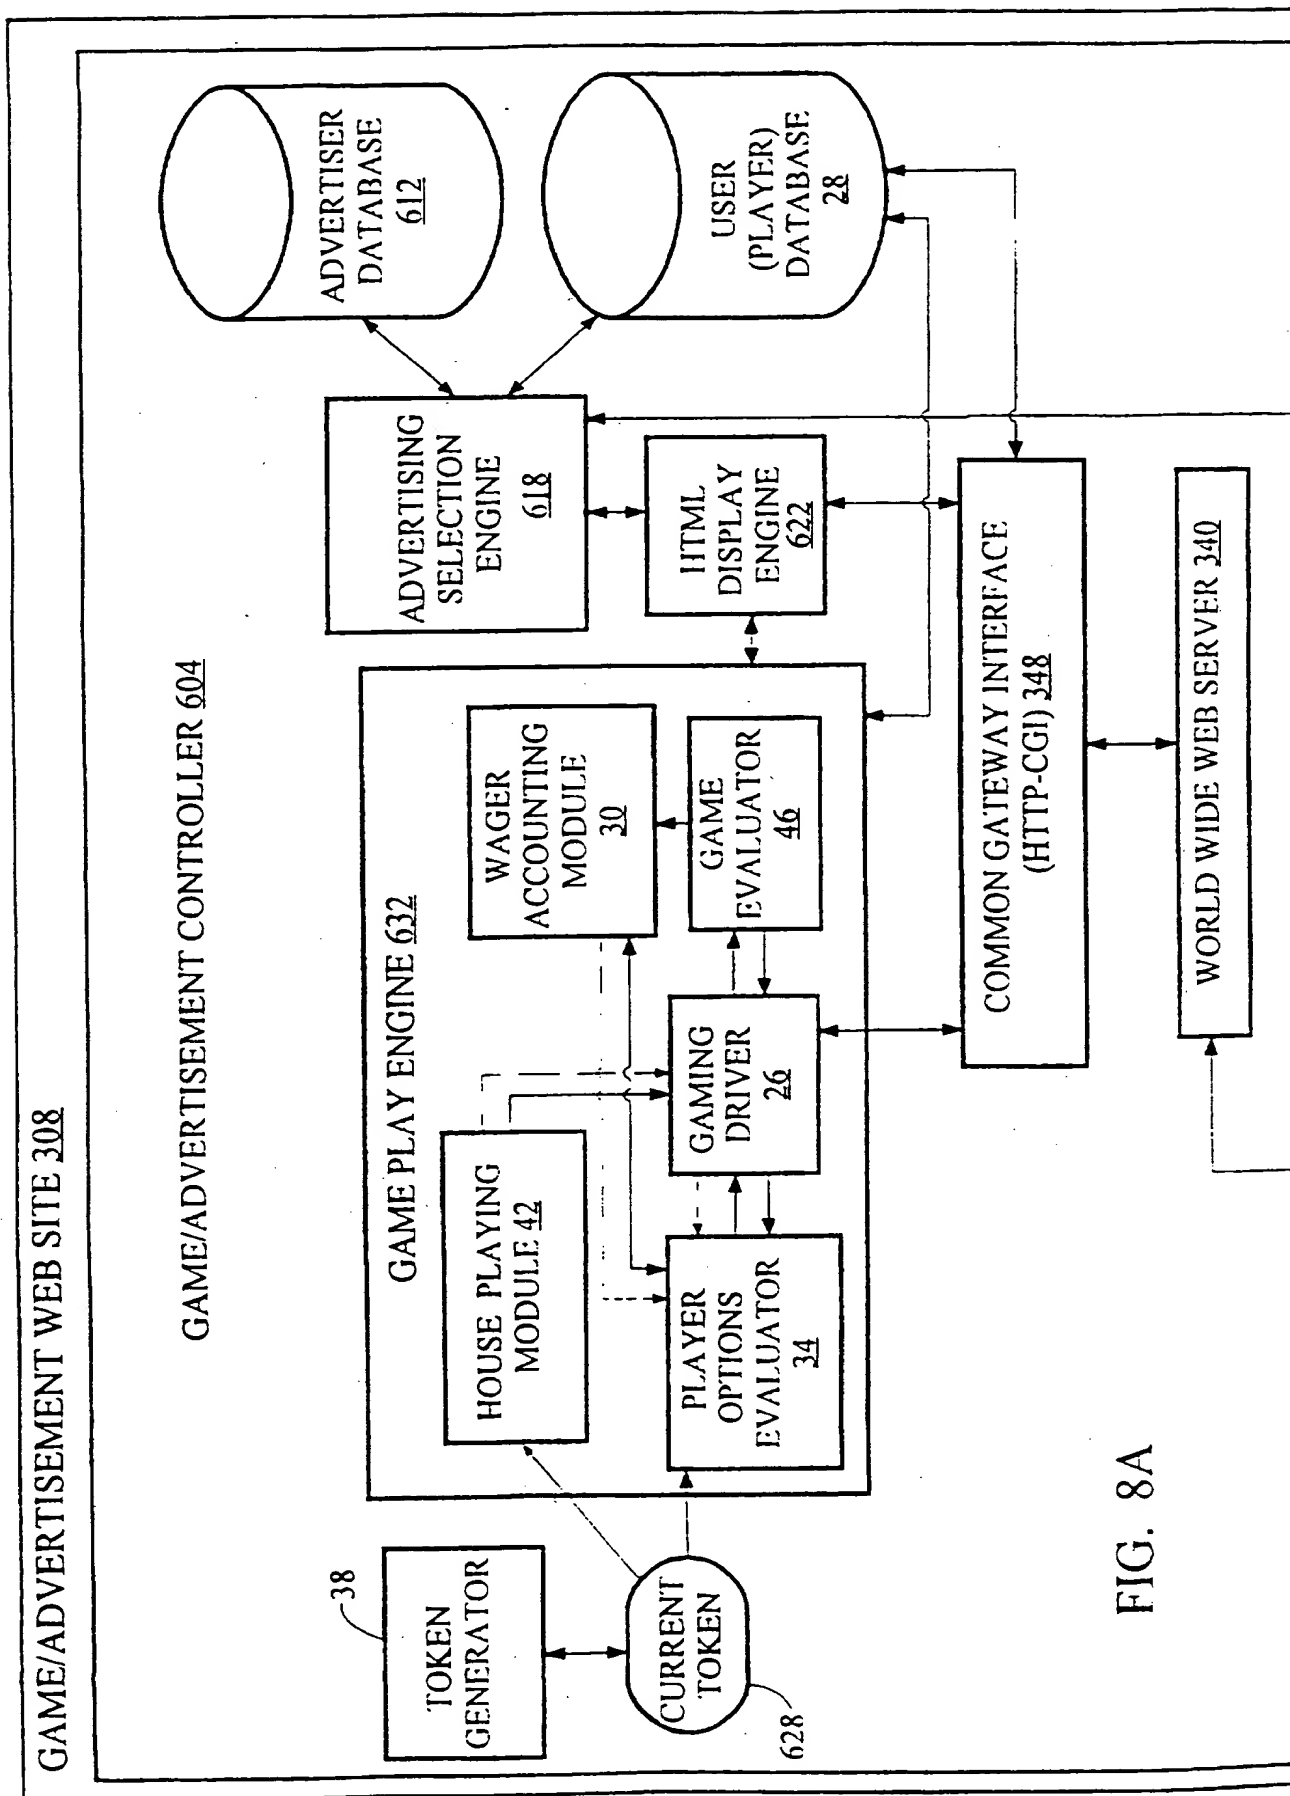 GAME/ADVERTISEMENT WEB SITE 308
GAME/ADVERTISEMENT CONTROLLER 604
TOKEN
GENERATOR
38
CURRENT
TOKEN
628
GAME PLAY ENGINE 632
HOUSE PLAYING
MODULE 42
WAGER
ACCOUNTING
MODULE
30
PLAYER
OPTIONS
EVALUATOR
34
GAMING
DRIVER
26
GAME
EVALUATOR
46
ADVERTISING
SELECTION
ENGINE
618
HTML
DISPLAY
ENGINE
622
ADVERTISER
DATABASE
612
USER
(PLAYER)
DATABASE
28
COMMON GATEWAY INTERFACE
(HTTP-CGI) 348
WORLD WIDE WEB SERVER 340
FIG. 8A